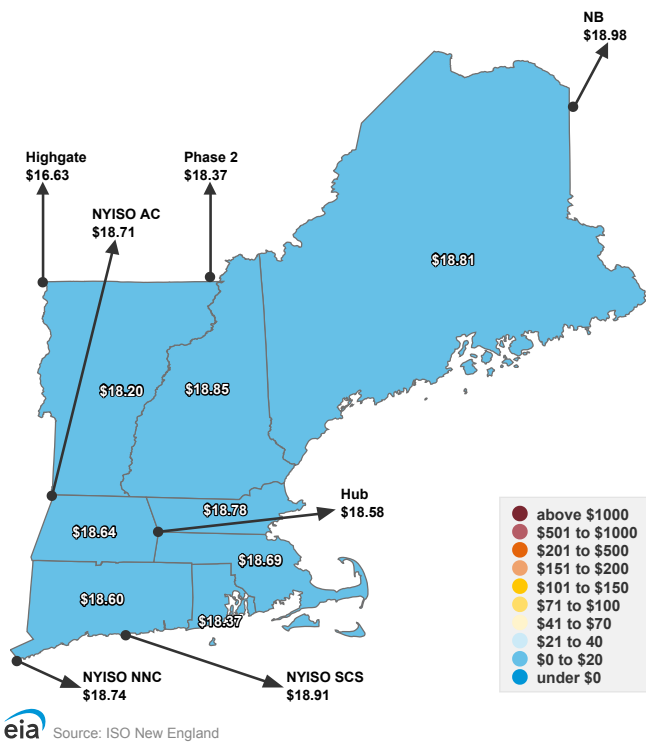 NB
$18.98
Highgate
$16.63
Phase 2
$18.37
NYISO AC
$18.71
$18.81
$18.20
$18.85
Hub
$18.58
$18.78
$18.64
$18.69
$18.60
$18.37
NYISO NNC
$18.74
NYISO SCS
$18.91
above $1000
$501 to $1000
$201 to $500
$151 to $200
$101 to $150
$71 to $100
$41 to $70
$21 to 40
$0 to $20
under $0
eia Source: ISO New England